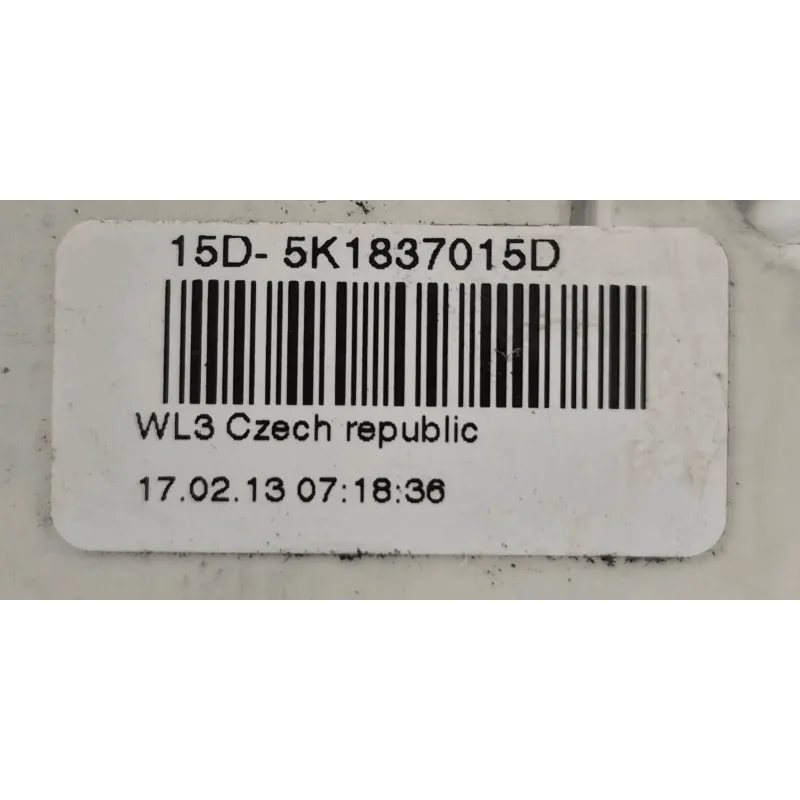 15D- 5K1837015D
WL3 Czech republic
17.02.13 07:18:36